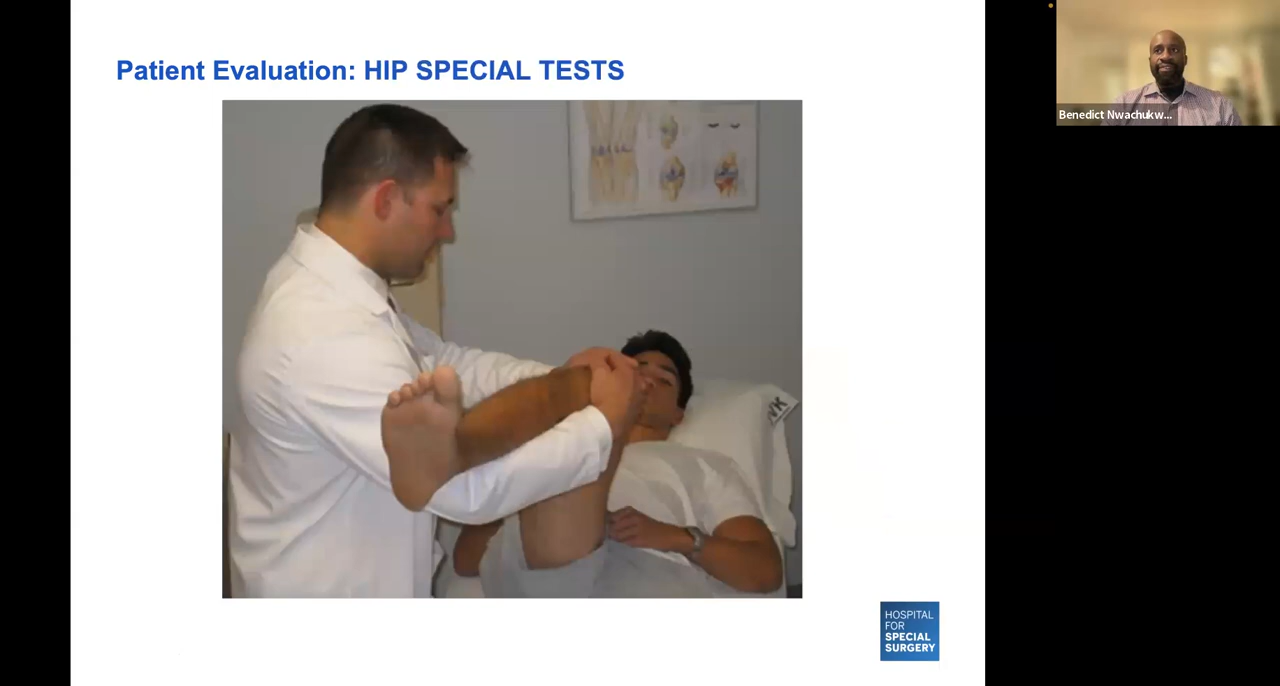 Patient Evaluation: HIP SPECIAL TESTS
Benedict Nwachukw...
HOSPITAL
FOR
SPECIAL
SURGERY